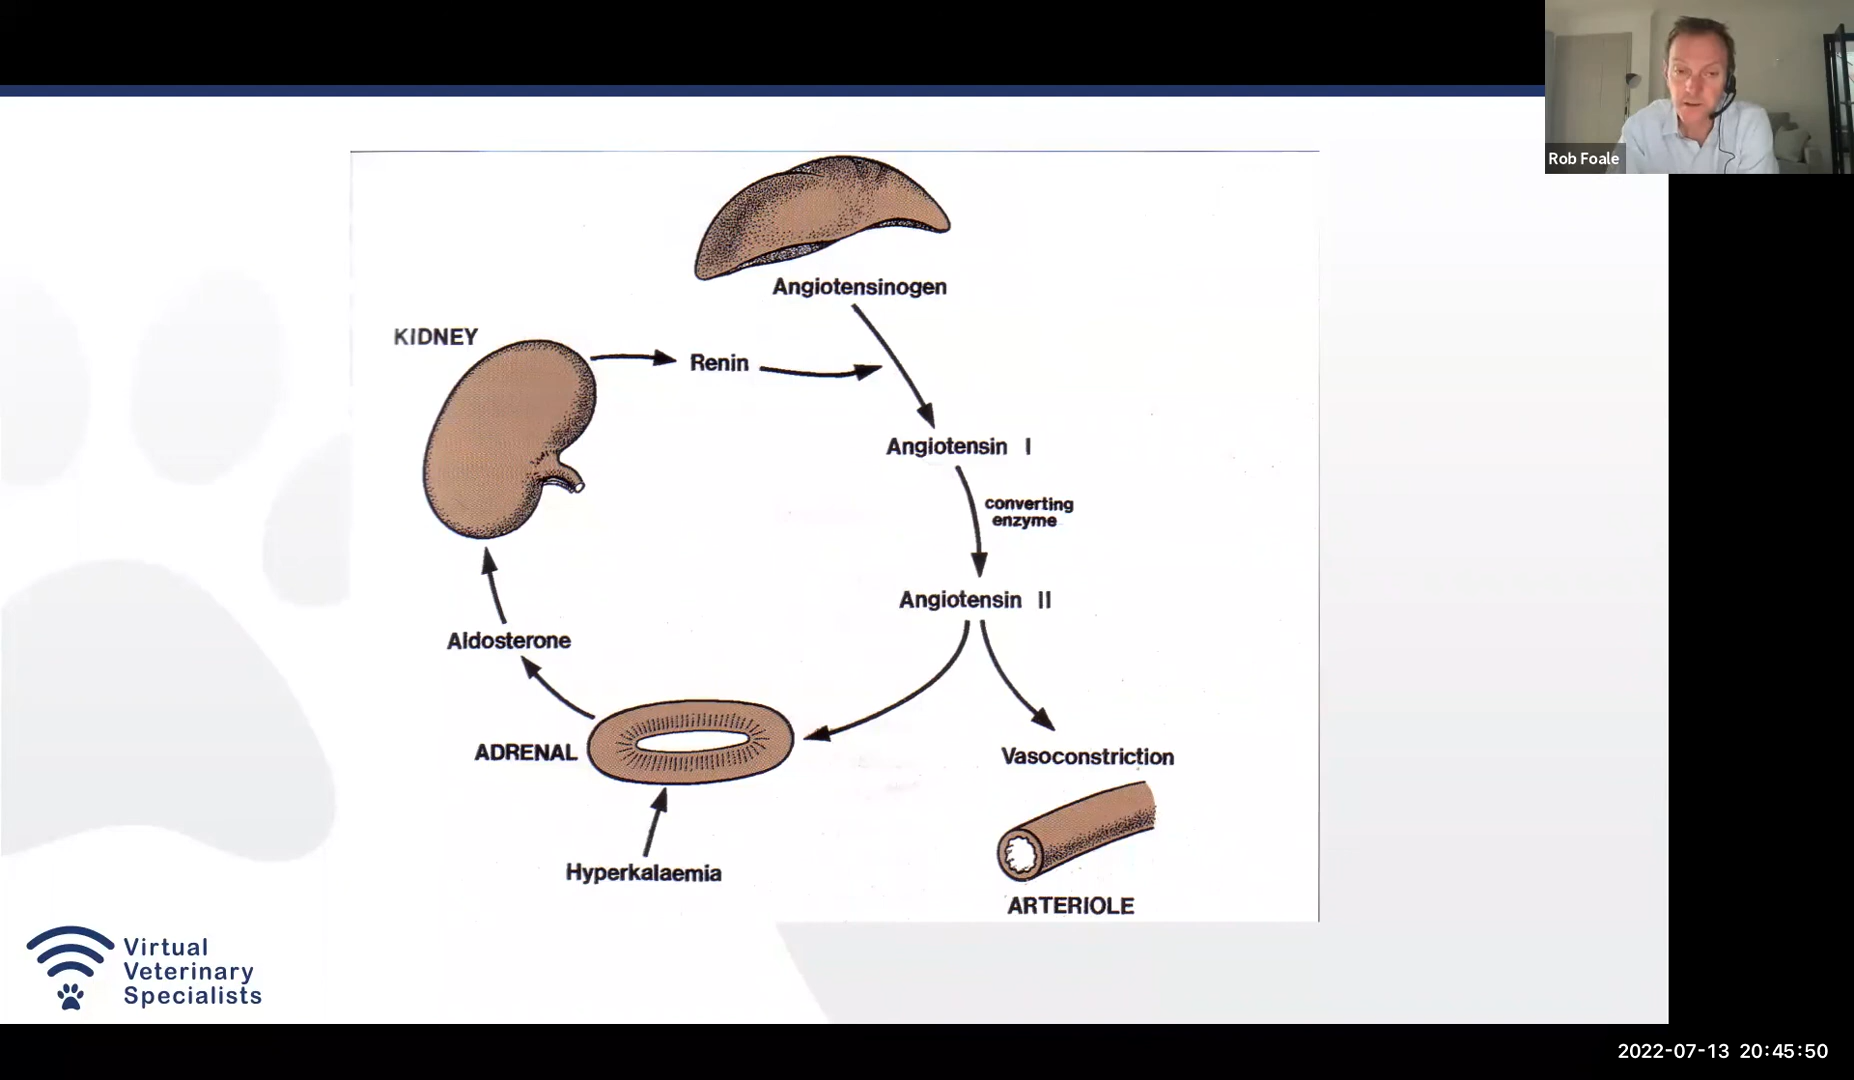 Rob Foale
Angiotensinogen
KIDNEY
Renin
Angiotensin I
converting
enzyme
Angiotensin II
Aldosterone
ADRENAL
Vasoconstriction
Hyperkalaemia
ARTERIOLE
Virtual
Veterinary
Specialists
2022-07-13 20:45:50